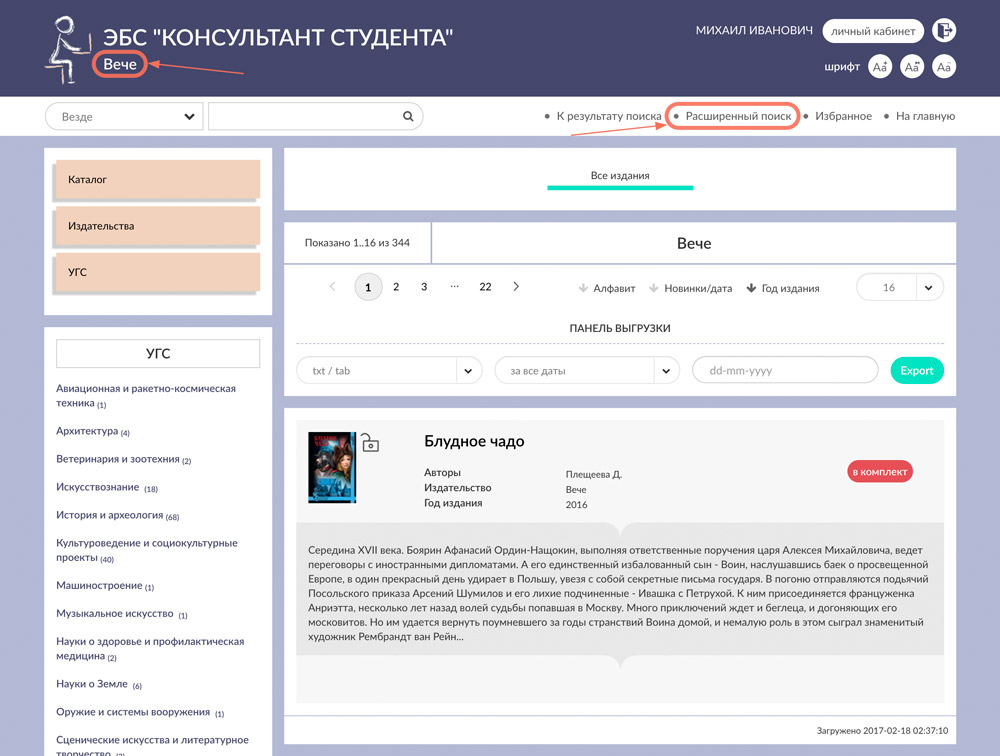 ЭБС "КОНСУЛЬТАНТ СТУДЕНТА"
Вече
МИХАИЛ ИВАНОВИЧ
личный кабинет
шрифт Aa+ Aa++ Aa-
Везде
К результату поиска
Расширенный поиск
Избранное
На главную
Каталог
Издательства
УГС
УГС
Авиационная и ракетно-космическая
техника (1)
Архитектура (4)
Ветеринария и зоотехния (2)
Искусствознание (18)
История и археология (68)
Культуроведение и социокультурные
проекты (40)
Машиностроение (1)
Музыкальное искусство (1)
Науки о здоровье и профилактическая
медицина (2)
Науки о Земле (6)
Оружие и системы вооружения (1)
Сценические искусства и литературное
творчество
Все издания
Показано 1..16 из 344
Вече
1 2 3 ... 22
Алфавит
Новинки/дата
Год издания
16
ПАНЕЛЬ ВЫГРУЗКИ
txt / tab
за все даты
dd-mm-yyyy
Export
Блудное чадо
Авторы Плещеева Д.
Издательство Вече
Год издания 2016
в комплект
Середина XVII века. Боярин Афанасий Ордин-Нащокин, выполняя ответственные поручения царя Алексея Михайловича, ведет
переговоры с иностранными дипломатами. А его единственный избалованный сын - Воин, наслушавшись баек о просвещенной
Европе, в один прекрасный день удирает в Польшу, увезя с собой секретные письма государя. В погоню отправляются подьячий
Посольского приказа Арсений Шумилов и его лихие подчиненные - Ивашка с Петрухой. К ним присоединяется француженка
Анриэтта, несколько лет назад волей судьбы попавшая в Москву. Много приключений ждет и беглеца, и догоняющих его
московитов. Но им удается вернуть поумневшего за годы странствий Воина домой, и немалую роль в этом сыграл знаменитый
художник Рембрандт ван Рейн...
Загружено 2017-02-18 02:37:10